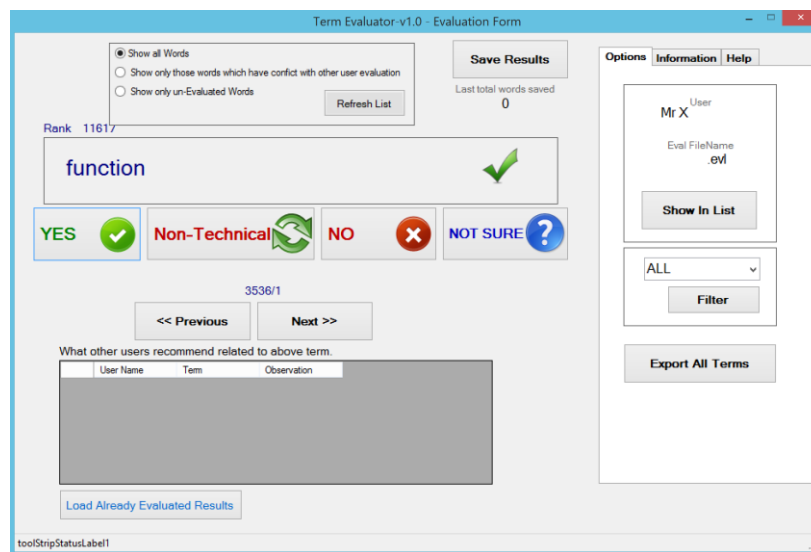 Term Evaluator-v1.0 - Evaluation Form
Show all Words
Show only those words which have confict with other user evaluation
Show only un-Evaluated Words
Refresh List
Save Results
Last total words saved
0
Options Information Help
User
Mr X
Eval FileName
.evl
Show In List
ALL
Filter
Export All Terms
Rank 11617
function
YES Non-Technical NO NOT SURE
3536/1
<< Previous Next >>
What other users recommend related to above term.
User Name Term Observation
Load Already Evaluated Results
toolStripStatusLabel1